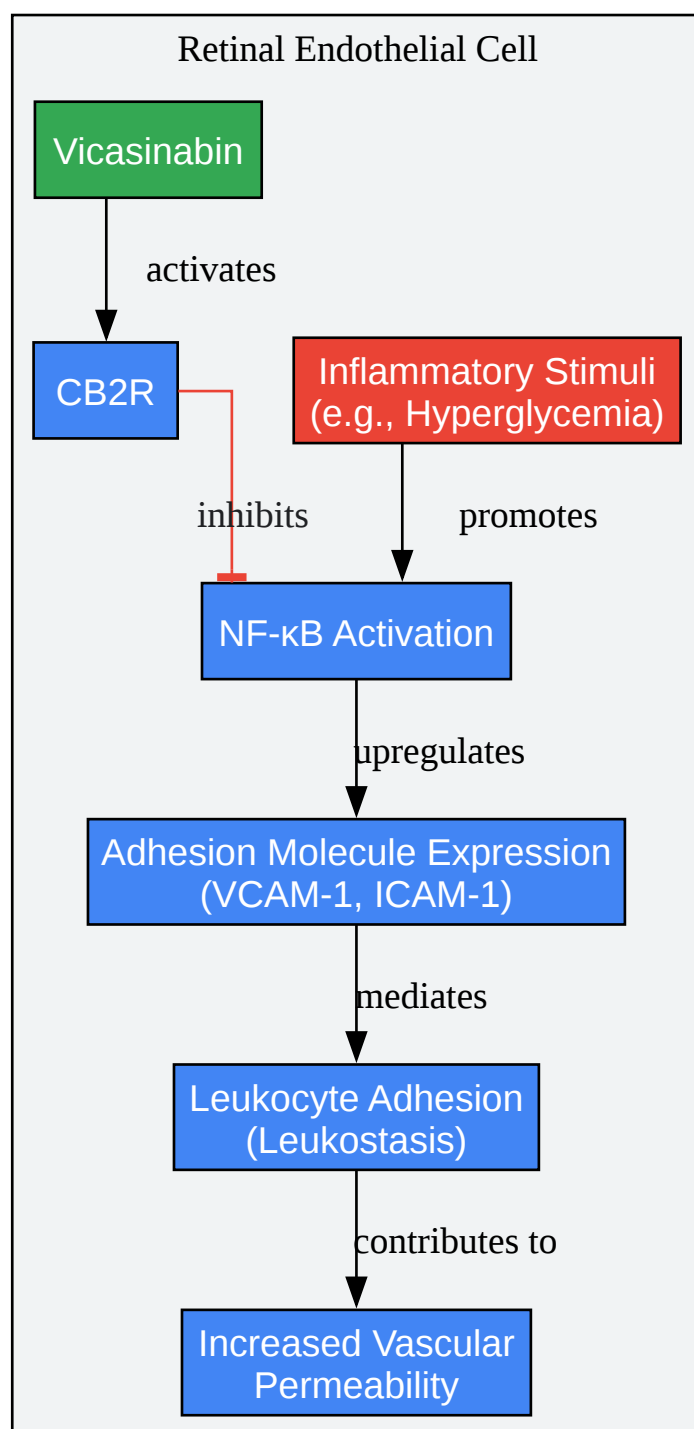 Retinal Endothelial Cell
Vicasinabin
activates
CB2R
Inflammatory Stimuli
(e.g., Hyperglycemia)
inhibits
promotes
NF-κB Activation
upregulates
Adhesion Molecule Expression
(VCAM-1, ICAM-1)
mediates
Leukocyte Adhesion
(Leukostasis)
contributes to
Increased Vascular
Permeability